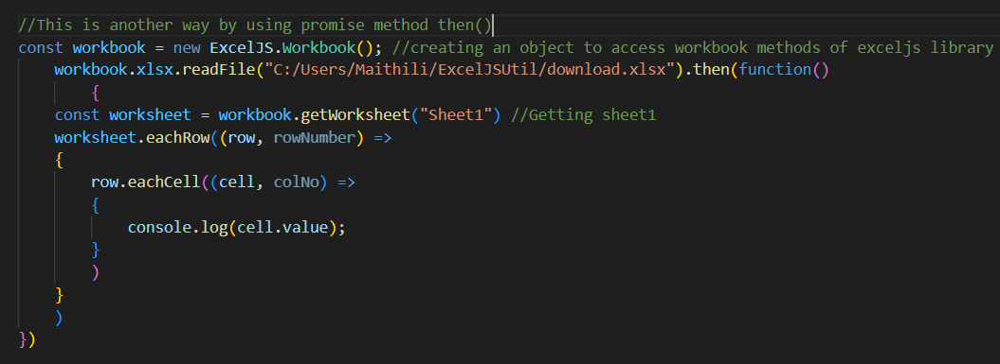 //This is another way by using promise method then()
const workbook = new ExcelJS.Workbook(); //creating an object to access workbook methods of exceljs library
workbook.xlsx.readFile("C:/Users/Maithili/ExcelJSUtil/download.xlsx").then(function()
{
const worksheet = workbook.getWorksheet("Sheet1") //Getting sheet1
worksheet.eachRow((row, rowNumber) =>
{
row.eachCell((cell, colNo) =>
{
console.log(cell.value);
}
)
}
)
})